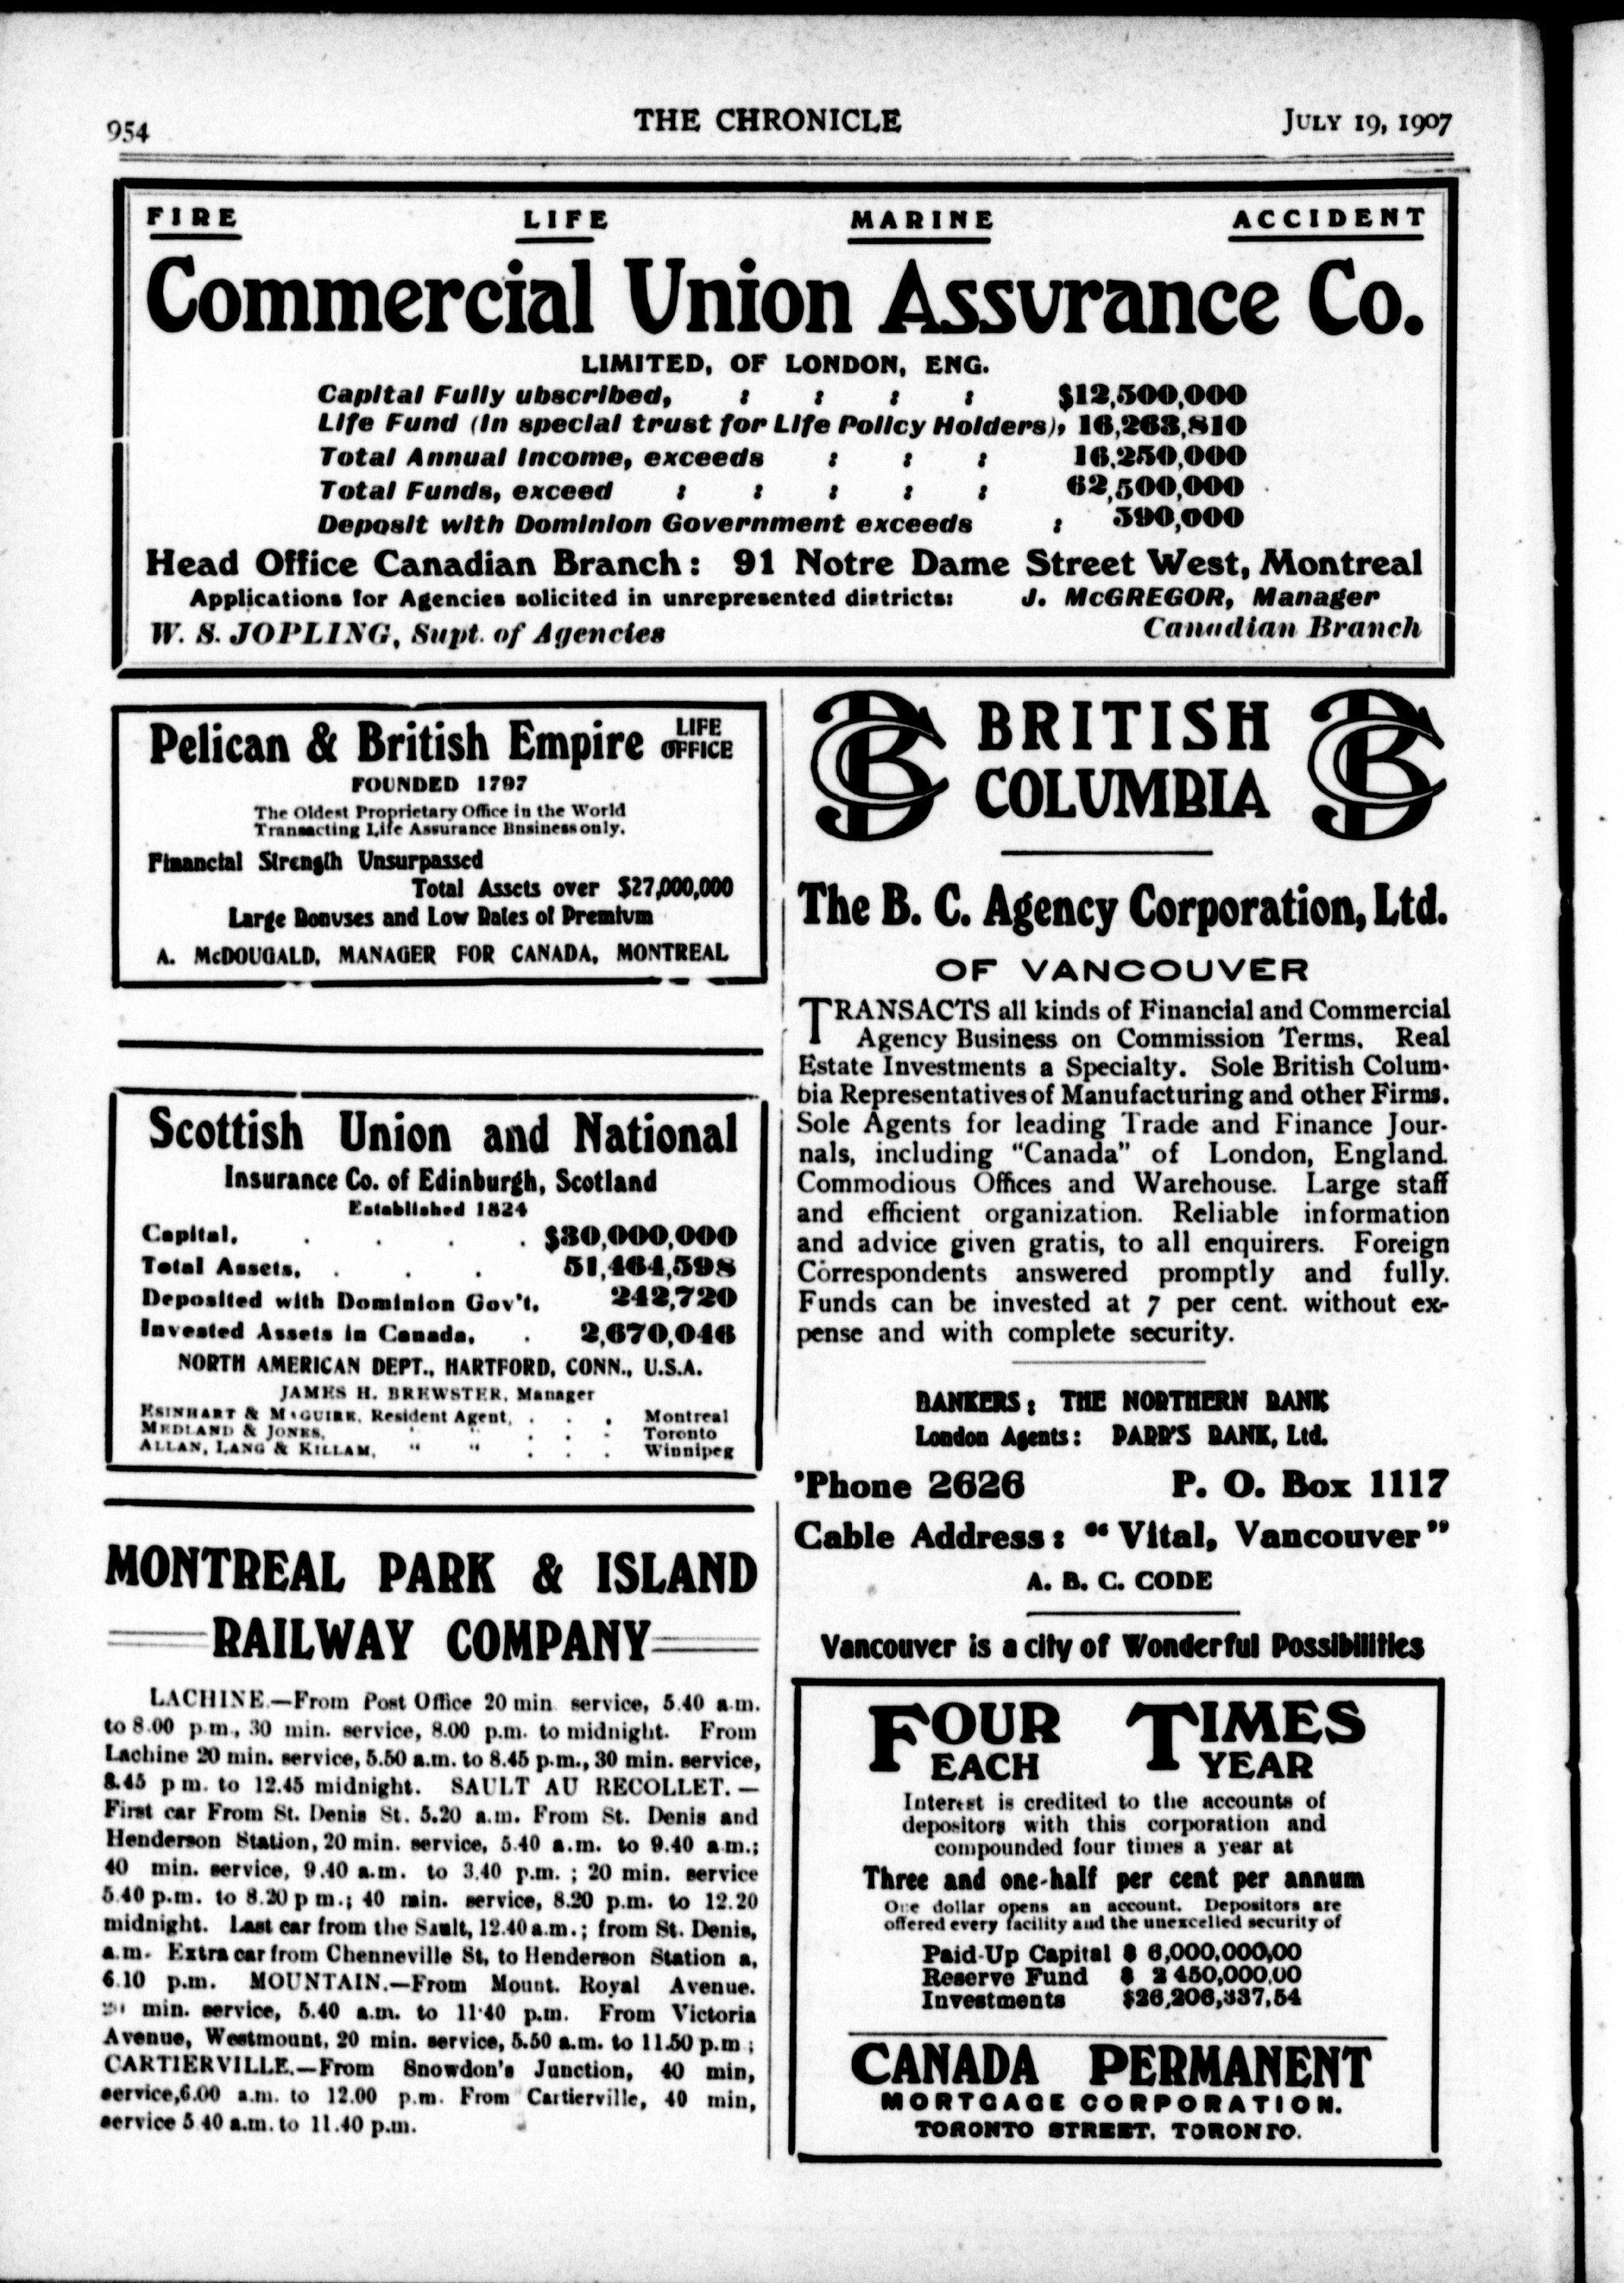 954
THE CHRONICLE
JULY 19, 1907
FIRE LIFE MARINE ACCIDENT
Commercial Union Assurance Co.
LIMITED, OF LONDON, ENG.
Capital Fully ubscribed, : : : : $12,500,000
Life Fund (In special trust for Life Policy Holders), 16,263,810
Total Annual Income, exceeds : : : 16,250,000
Total Funds, exceed : : : : : 62,500,000
Deposit with Dominion Government exceeds : 590,000
Head Office Canadian Branch: 91 Notre Dame Street West, Montreal
Applications for Agencies solicited in unrepresented districts: J. McGREGOR, Manager
W. S. JOPLING, Supt. of Agencies Canadian Branch
Pelican & British Empire LIFE OFFICE
FOUNDED 1797
The Oldest Proprietary Office in the World
Transacting Life Assurance Business only.
Financial Strength Unsurpassed
Total Assets over $27,000,000
Large Bonuses and Low Rates of Premium
A. McDOUGALD, MANAGER FOR CANADA, MONTREAL
Scottish Union and National
Insurance Co. of Edinburgh, Scotland
Established 1824
Capital, . . . . $30,000,000
Total Assets, . . . 51,464,598
Deposited with Dominion Gov't, 242,720
Invested Assets in Canada, . 2,670,046
NORTH AMERICAN DEPT., HARTFORD, CONN., U.S.A.
JAMES H. BREWSTER, Manager
ESINHART & MAGUIRE, Resident Agent, . . . Montreal
MEDLAND & JONES, " " . . . Toronto
ALLAN, LANG & KILLAM, " " . . . Winnipeg
MONTREAL PARK & ISLAND
RAILWAY COMPANY
LACHINE.—From Post Office 20 min service, 5.40 a.m.
to 8.00 p.m., 30 min. service, 8.00 p.m. to midnight. From
Lachine 20 min. service, 5.50 a.m. to 8.45 p.m., 30 min. service,
8.45 p m. to 12.45 midnight. SAULT AU RECOLLET.—
First car From St. Denis St. 5.20 a.m. From St. Denis and
Henderson Station, 20 min. service, 5.40 a.m. to 9.40 a.m.;
40 min. service, 9.40 a.m. to 3.40 p.m. ; 20 min. service
5.40 p.m. to 8.20 p m.; 40 min. service, 8.20 p.m. to 12.20
midnight. Last car from the Sault, 12.40 a.m.; from St. Denis,
a.m. Extra car from Chenneville St, to Henderson Station a,
6.10 p.m. MOUNTAIN.—From Mount. Royal Avenue.
min. service, 5.40 a.m. to 11·40 p.m. From Victoria
Avenue, Westmount, 20 min. service, 5.50 a.m. to 11.50 p.m ;
CARTIERVILLE.—From Snowdon's Junction, 40 min,
service,6.00 a.m. to 12.00 p.m. From Cartierville, 40 min,
service 5 40 a.m. to 11.40 p.m.
BRITISH
COLUMBIA
The B. C. Agency Corporation, Ltd.
OF VANCOUVER
TRANSACTS all kinds of Financial and Commercial
Agency Business on Commission Terms. Real
Estate Investments a Specialty. Sole British Colum-
bia Representatives of Manufacturing and other Firms.
Sole Agents for leading Trade and Finance Jour-
nals, including "Canada" of London, England.
Commodious Offices and Warehouse. Large staff
and efficient organization. Reliable information
and advice given gratis, to all enquirers. Foreign
Correspondents answered promptly and fully.
Funds can be invested at 7 per cent. without ex-
pense and with complete security.
BANKERS: THE NORTHERN BANK
London Agents: PARR'S BANK, Ltd.
'Phone 2626 P. O. Box 1117
Cable Address: "Vital, Vancouver"
A. B. C. CODE
Vancouver is a city of Wonderful Possibilities
FOUR TIMES
EACH YEAR
Interest is credited to the accounts of
depositors with this corporation and
compounded four times a year at
Three and one-half per cent per annum
One dollar opens an account. Depositors are
offered every facility and the unexcelled security of
Paid-Up Capital $ 6,000,000,00
Reserve Fund $ 2 450,000.00
Investments $26,206,337,54
CANADA PERMANENT
MORTGAGE CORPORATION.
TORONTO STREET, TORONTO.